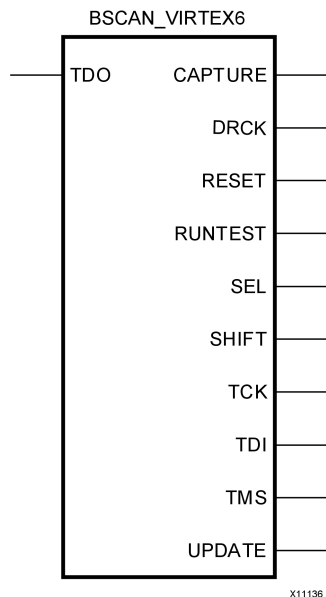 BSCAN_VIRTEX6
TDO CAPTURE
DRCK
RESET
RUNTEST
SEL
SHIFT
TCK
TDI
TMS
UPDATE
X11136